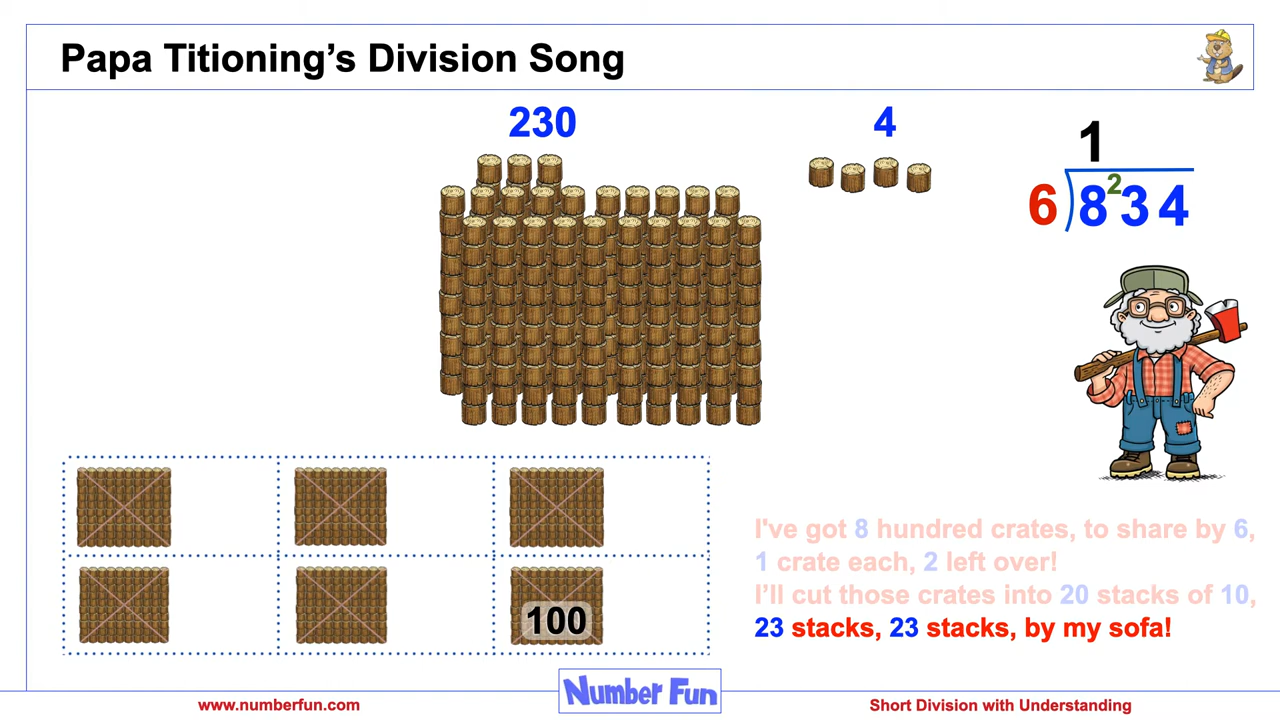 Papa Titioning's Division Song
230
4
1
6 8 2 3 4
100
I've got 8 hundred crates, to share by 6,
1 crate each, 2 left over!
I'll cut those crates into 20 stacks of 10,
23 stacks, 23 stacks, by my sofa!
www.numberfun.com
Number Fun
Short Division with Understanding